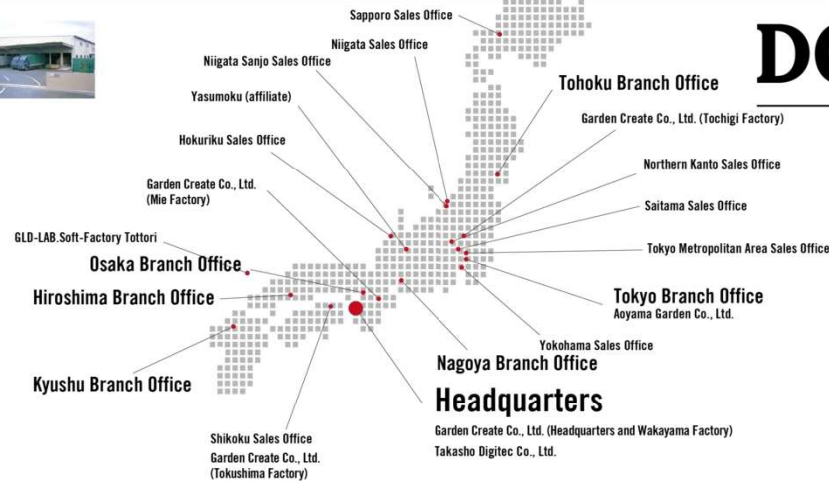 Sapporo Sales Office
Niigata Sales Office
Niigata Sanjo Sales Office
Tohoku Branch Office
Yasumoku (affiliate)
Garden Create Co., Ltd. (Tochigi Factory)
Hokuriku Sales Office
Northern Kanto Sales Office
Garden Create Co., Ltd.
(Mie Factory)
Saitama Sales Office
GLD-LAB.Soft-Factory Tottori
Tokyo Metropolitan Area Sales Office
Osaka Branch Office
Hiroshima Branch Office
Tokyo Branch Office
Aoyama Garden Co., Ltd.
Yokohama Sales Office
Nagoya Branch Office
Kyushu Branch Office
Headquarters
Garden Create Co., Ltd. (Headquarters and Wakayama Factory)
Takasho Digitec Co., Ltd.
Shikoku Sales Office
Garden Create Co., Ltd.
(Tokushima Factory)